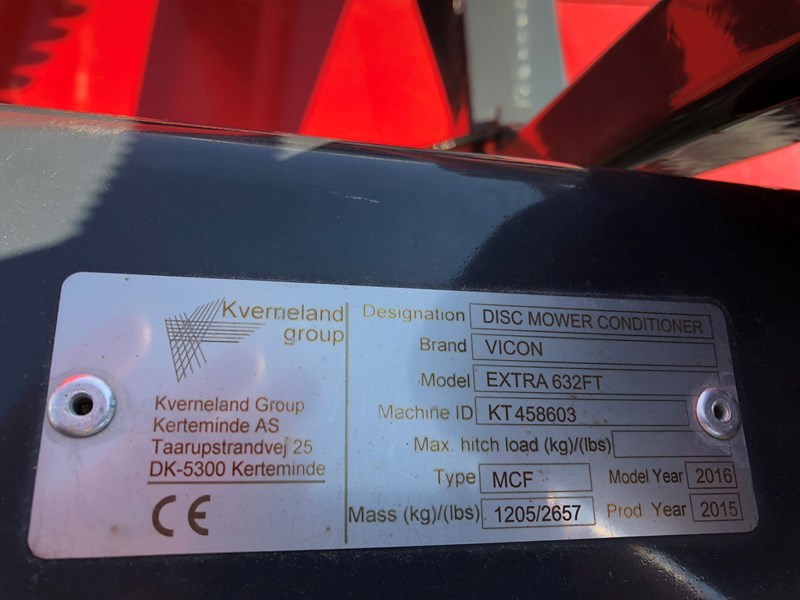 Kverneland
group
Kverneland Group
Kerteminde AS
Taarupstrandvej 25
DK-5300 Kerteminde
CE
Designation DISC MOWER CONDITIONER
Brand VICON
Model EXTRA 632FT
Machine ID KT458603
Max. hitch load (kg)/(lbs)
Type MCF Model Year 2016
Mass (kg)/(lbs) 1205/2657 Prod Year 2015